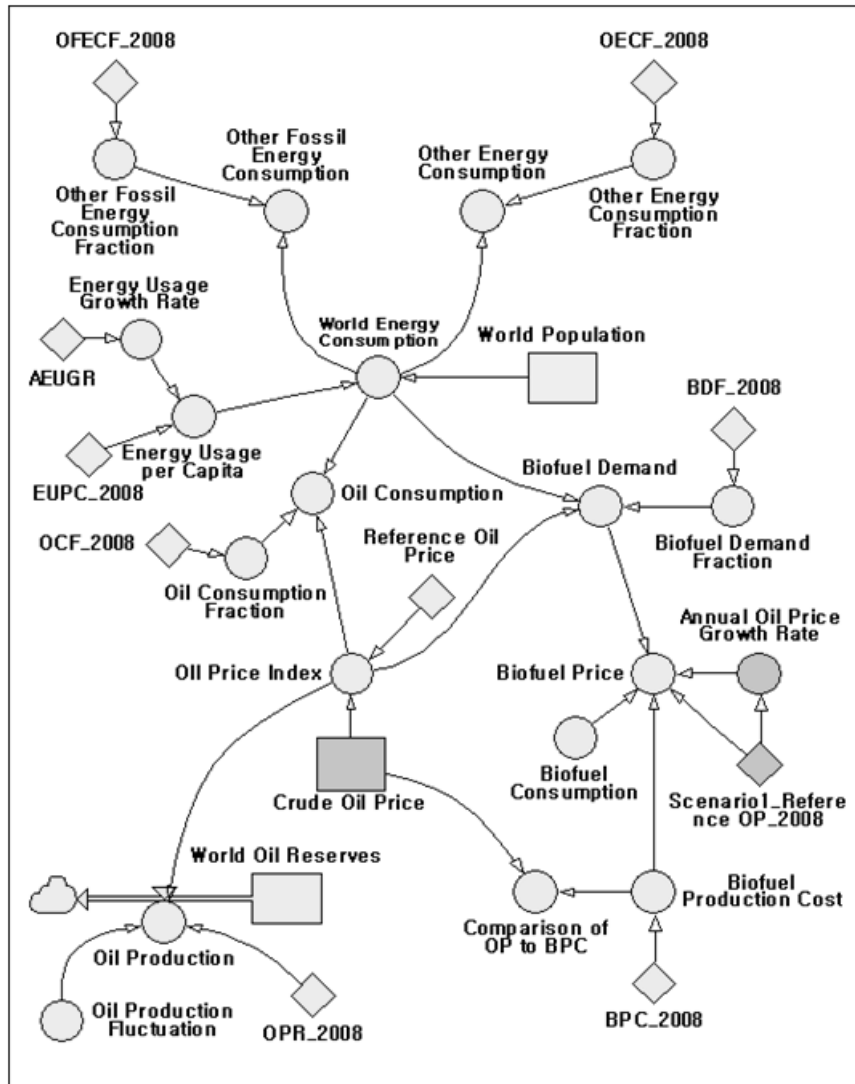 OFECF_2008
OECF_2008
Other Fossil
Energy
Consumption
Other Energy
Consumption
Other Fossil
Energy
Consumption
Fraction
Other Energy
Consumption
Fraction
Energy Usage
Growth Rate
World Energy
Consumption
World Population
AEUGR
BDF_2008
Energy Usage
per Capita
Biofuel Demand
EUPC_2008
Oil Consumption
OCF_2008
Reference Oil
Price
Biofuel Demand
Fraction
Oil Consumption
Fraction
Annual Oil Price
Growth Rate
Oil Price Index
Biofuel Price
Biofuel
Consumption
Crude Oil Price
Scenario1_Refere
nce OP_2008
World Oil Reserves
Biofuel
Production Cost
Comparison of
OP to BPC
Oil Production
Oil Production
Fluctuation
OPR_2008
BPC_2008